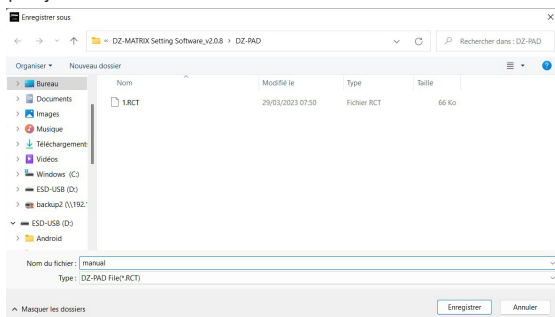 Enregistrer sous
« DZ-MATRIX Setting Software_v2.0.8 > DZ-PAD
Rechercher dans : DZ-PAD
Organiser Nouveau dossier
Nom Modifié le Type Taille
Bureau
Documents
1.RCT 29/03/2023 07:50 Fichier RCT 66 Ko
Images
Musique
Téléchargements
Vidéos
Windows (C:)
ESD-USB (D:)
backup2 (\\192.1
ESD-USB (D:)
Android
Nom du fichier : manual
Type : DZ-PAD File(*.RCT)
Masquer les dossiers
Enregistrer Annuler